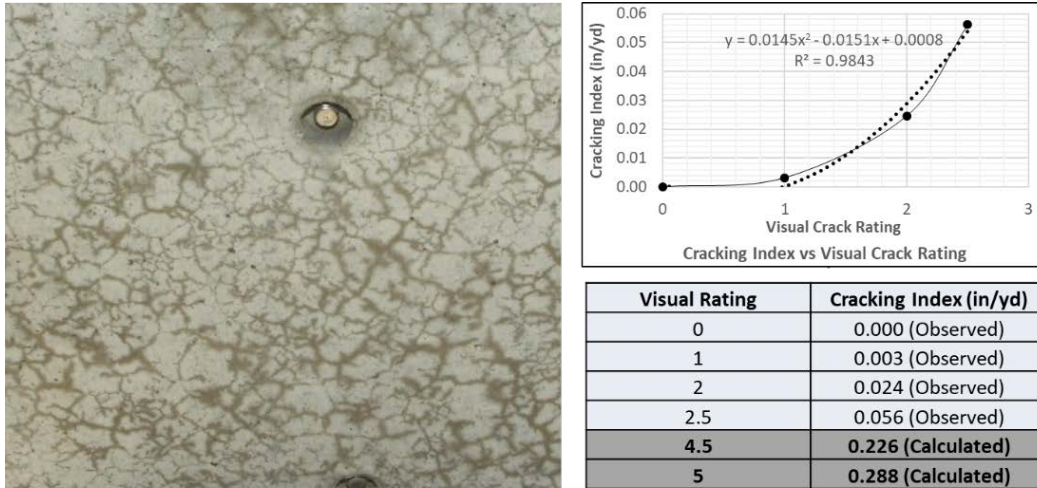 0.06
0.05
0.04
0.03
0.02
0.01
0.00
Cracking Index (in/yd)
y = 0.0145x² - 0.0151x + 0.0008
R² = 0.9843
0 1 2 3
Visual Crack Rating
Cracking Index vs Visual Crack Rating
Visual Rating Cracking Index (in/yd)
0 0.000 (Observed)
1 0.003 (Observed)
2 0.024 (Observed)
2.5 0.056 (Observed)
4.5 0.226 (Calculated)
5 0.288 (Calculated)